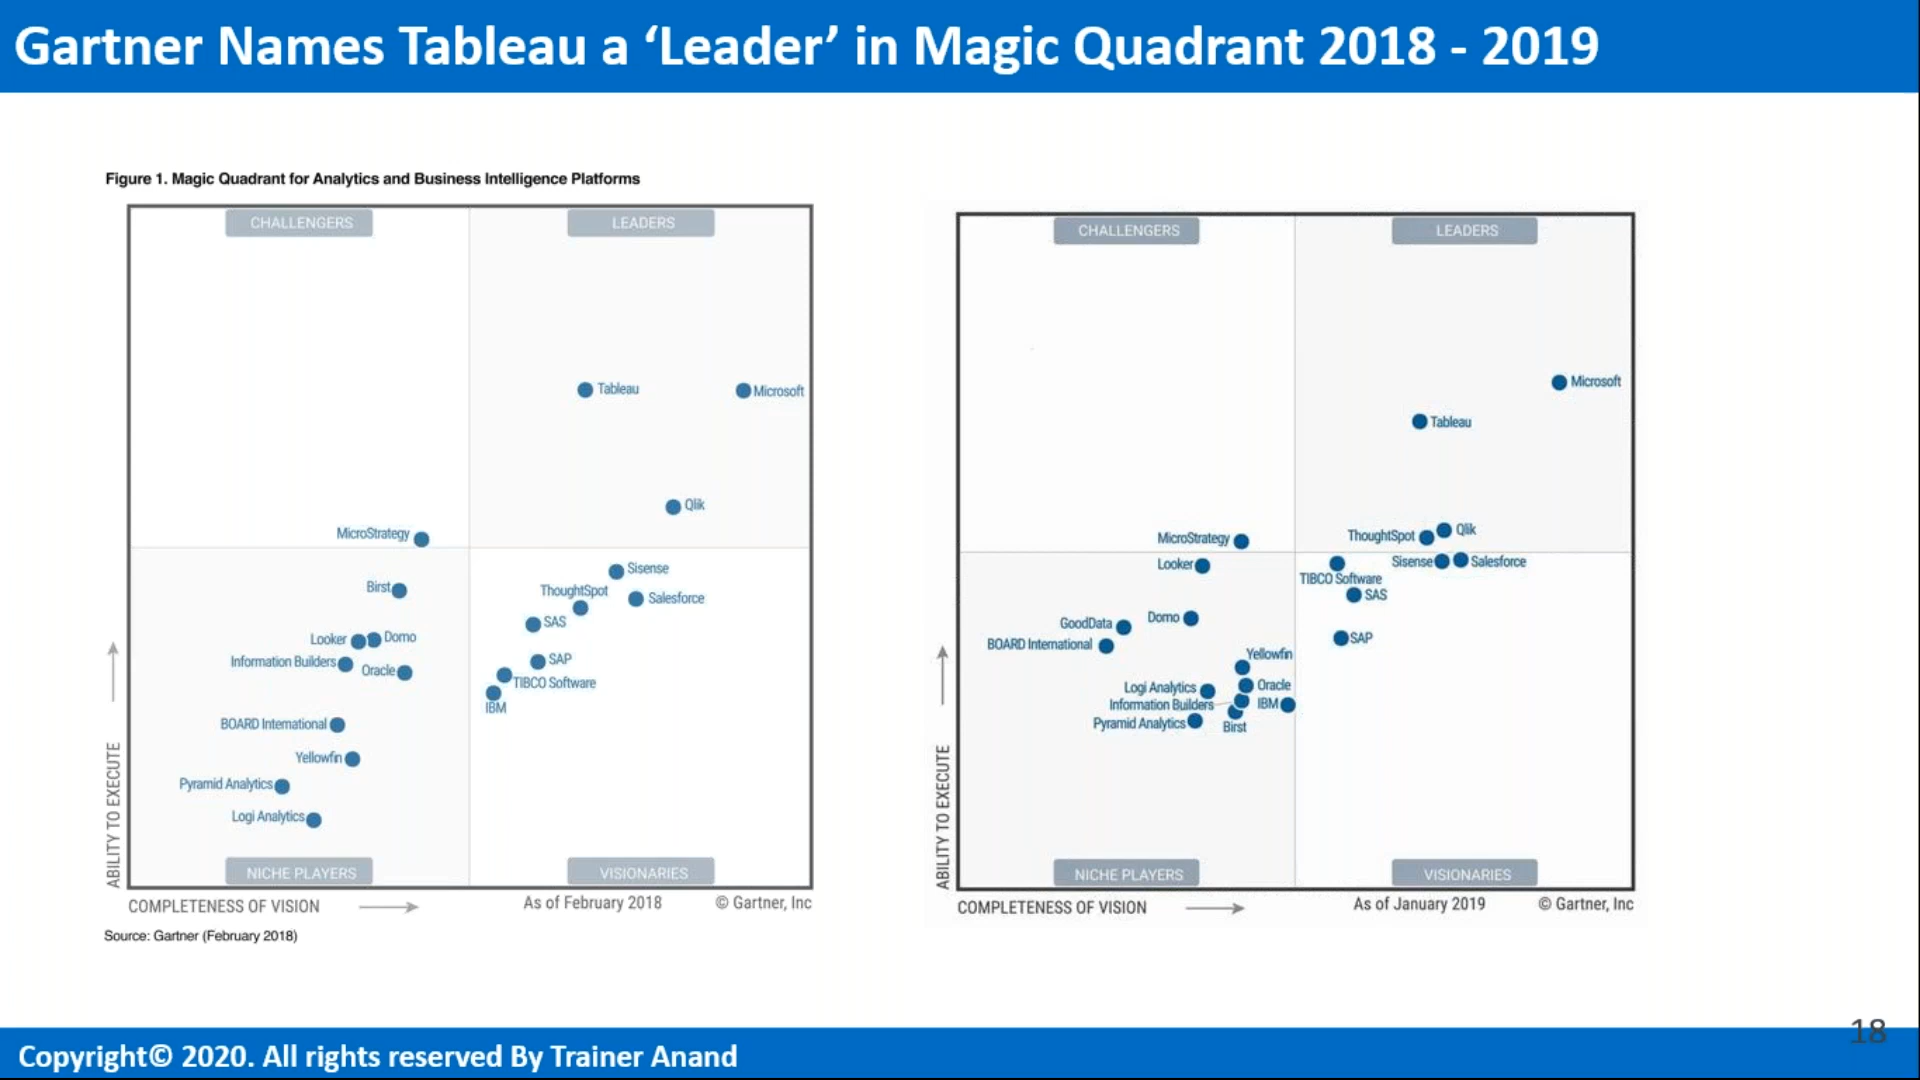 Gartner Names Tableau a ‘Leader’ in Magic Quadrant 2018 - 2019
Figure 1. Magic Quadrant for Analytics and Business Intelligence Platforms
CHALLENGERS
LEADERS
Tableau
Microsoft
Qlik
MicroStrategy
Sisense
Birst
ThoughtSpot
Salesforce
SAS
Looker
Domo
Information Builders
Oracle
SAP
TIBCO Software
IBM
BOARD International
Yellowfin
Pyramid Analytics
Logi Analytics
NICHE PLAYERS
VISIONARIES
ABILITY TO EXECUTE
COMPLETENESS OF VISION
As of February 2018
© Gartner, Inc
Source: Gartner (February 2018)
CHALLENGERS
LEADERS
Microsoft
Tableau
Qlik
ThoughtSpot
MicroStrategy
Looker
Sisense
Salesforce
TIBCO Software
SAS
GoodData
Domo
BOARD International
SAP
Yellowfin
Logi Analytics
Oracle
Information Builders
IBM
Pyramid Analytics
Birst
NICHE PLAYERS
VISIONARIES
ABILITY TO EXECUTE
COMPLETENESS OF VISION
As of January 2019
© Gartner, Inc
18
Copyright© 2020. All rights reserved By Trainer Anand